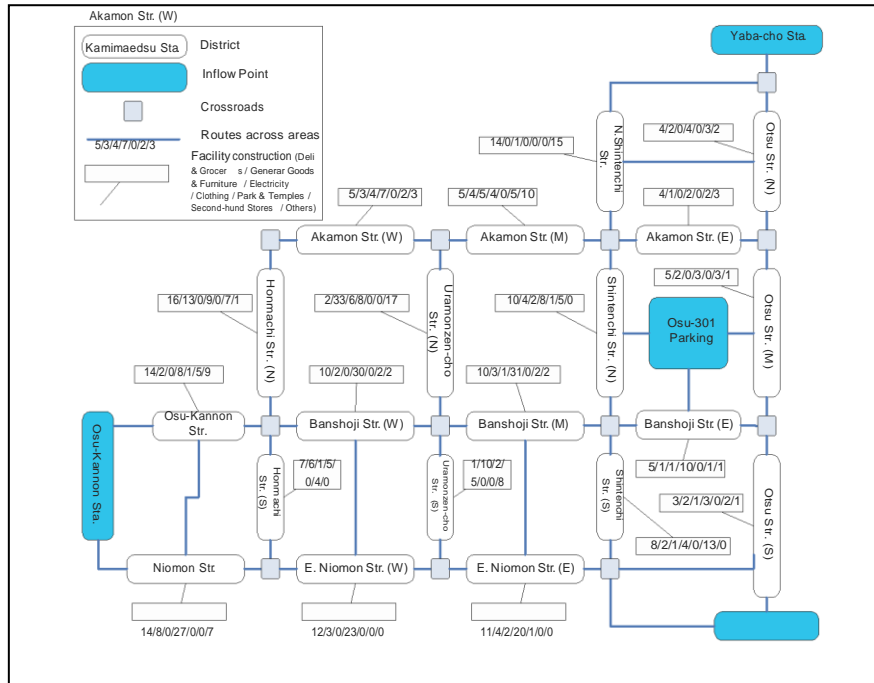 Akamon Str. (W)
Kamimaedsu Sta.
District
Inflow Point
Crossroads
Routes across areas
5/3/4/7/0/2/3
Facility construction (Deli
& Grocer s / Generar Goods
& Furniture / Electricity
/ Clothing / Park & Temples /
Second-hund Stores / Others)
Yaba-cho Sta.
14/0/1/0/0/0/15
N.Shintenchi
Str.
4/2/0/4/0/3/2
Otsu Str. (N)
5/3/4/7/0/2/3
5/4/5/4/0/5/10
4/1/0/2/0/2/3
Akamon Str. (W)
Akamon Str. (M)
Akamon Str. (E)
16/13/0/9/0/7/1
Honmachi Str. (N)
2/33/6/8/0/0/17
Uramonzen-cho
Str. (N)
10/4/2/8/1/5/0
Shintenchi Str. (N)
5/2/0/3/0/3/1
Osu-301
Parking
Otsu Str. (M)
14/2/0/8/1/5/9
10/2/0/30/0/2/2
10/3/1/31/0/2/2
Osu-Kannon
Str.
Banshoji Str. (W)
Banshoji Str. (M)
Banshoji Str. (E)
Osu-Kannon
Sta.
Honmachi
Str. (S)
7/6/1/5/
0/4/0
Uramonzen-cho
Str. (S)
1/10/2/
5/0/0/8
Shintenchi
Str. (S)
5/1/1/10/0/1/1
3/2/1/3/0/2/1
Otsu Str. (S)
8/2/1/4/0/13/0
Niomon Str.
E. Niomon Str. (W)
E. Niomon Str. (E)
14/8/0/27/0/0/7
12/3/0/23/0/0/0
11/4/2/20/1/0/0